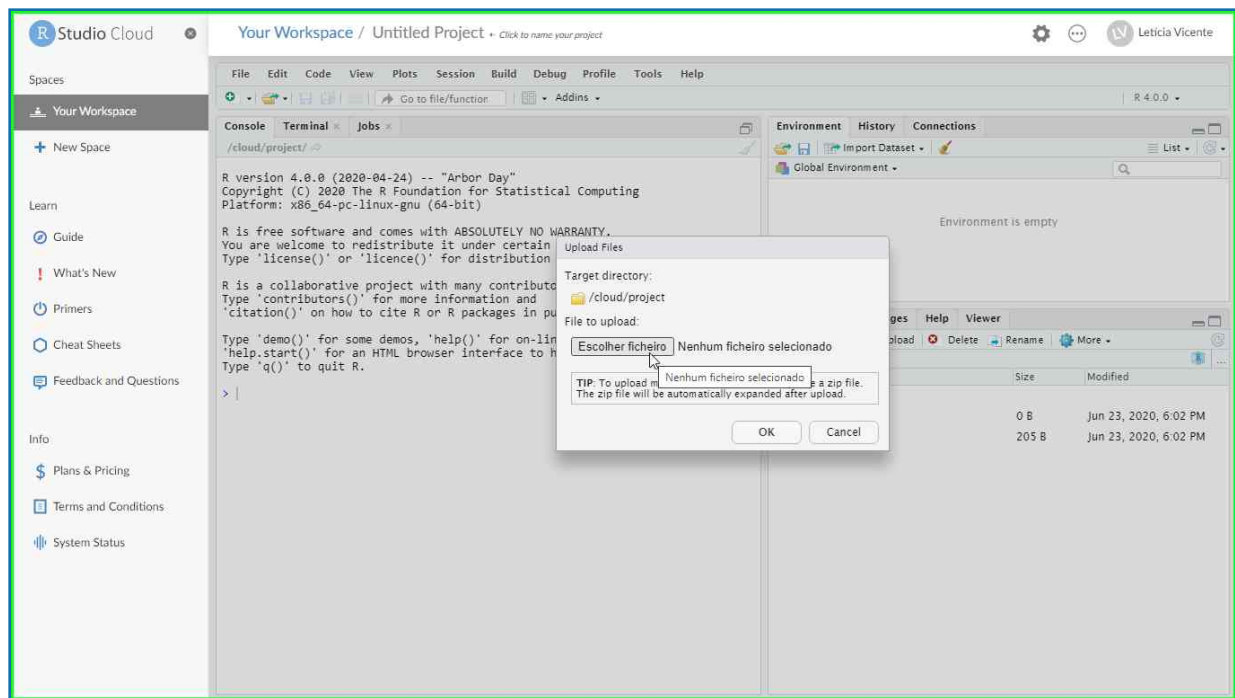 R Studio Cloud
Your Workspace / Untitled Project ← Click to name your project
LV Letícia Vicente
Spaces
Your Workspace
New Space
Learn
Guide
What's New
Primers
Cheat Sheets
Feedback and Questions
Info
Plans & Pricing
Terms and Conditions
System Status
File Edit Code View Plots Session Build Debug Profile Tools Help
Go to file/function Addins R 4.0.0
Console Terminal Jobs
/cloud/project/
R version 4.0.0 (2020-04-24) -- "Arbor Day"
Copyright (C) 2020 The R Foundation for Statistical Computing
Platform: x86_64-pc-linux-gnu (64-bit)
R is free software and comes with ABSOLUTELY NO WARRANTY.
You are welcome to redistribute it under certain
Type 'license()' or 'licence()' for distribution
R is a collaborative project with many contributo
Type 'contributors()' for more information and
'citation()' on how to cite R or R packages in pu
Type 'demo()' for some demos, 'help()' for on-lin
'help.start()' for an HTML browser interface to h
Type 'q()' to quit R.
>
Upload Files
Target directory:
/cloud/project
File to upload:
Escolher ficheiro Nenhum ficheiro selecionado
Nenhum ficheiro selecionado
TIP: To upload m e a zip file.
The zip file will be automatically expanded after upload.
OK Cancel
Environment History Connections
Import Dataset List
Global Environment
Environment is empty
ges Help Viewer
pload Delete Rename More
Size Modified
0 B Jun 23, 2020, 6:02 PM
205 B Jun 23, 2020, 6:02 PM